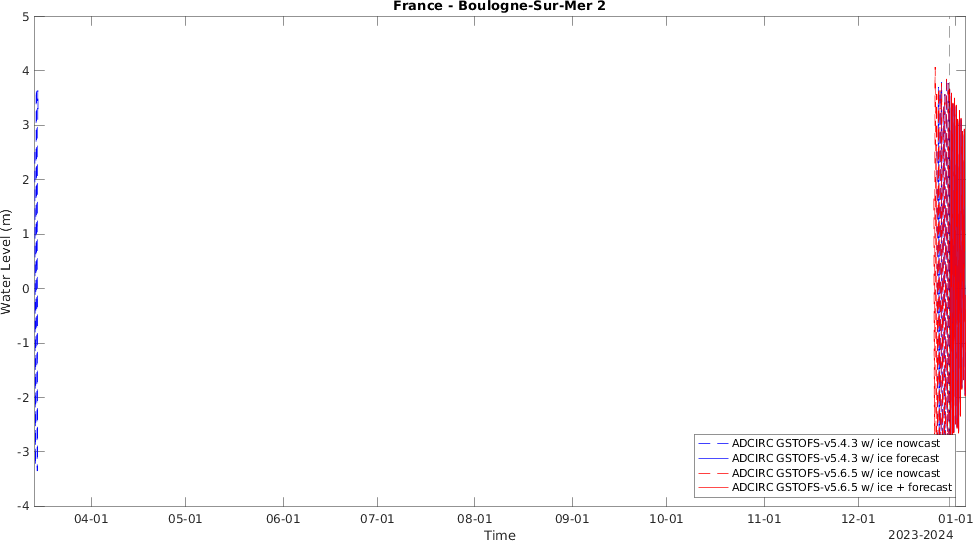 France - Boulogne-Sur-Mer 2
5
4
3
2
1
0
-1
-2
-3
-4
Water Level (m)
ADCIRC GSTOFS-v5.4.3 w/ ice nowcast
ADCIRC GSTOFS-v5.4.3 w/ ice forecast
ADCIRC GSTOFS-v5.6.5 w/ ice nowcast
ADCIRC GSTOFS-v5.6.5 w/ ice + forecast
04-01 05-01 06-01 07-01 08-01 09-01 10-01 11-01 12-01 01-01
Time
2023-2024